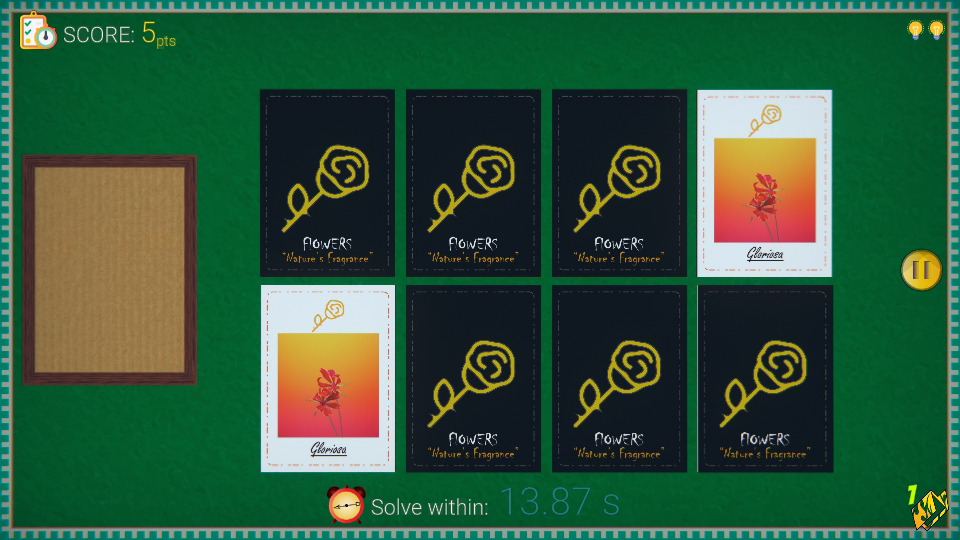 SCORE: 5pts
FlOWERS
"Nature's Fragrance"
FlOWERS
"Nature's Fragrance"
FlOWERS
"Nature's Fragrance"
Gloriosa
Gloriosa
FlOWERS
"Nature's Fragrance"
FlOWERS
"Nature's Fragrance"
FlOWERS
"Nature's Fragrance"
Solve within: 13.87 s
1